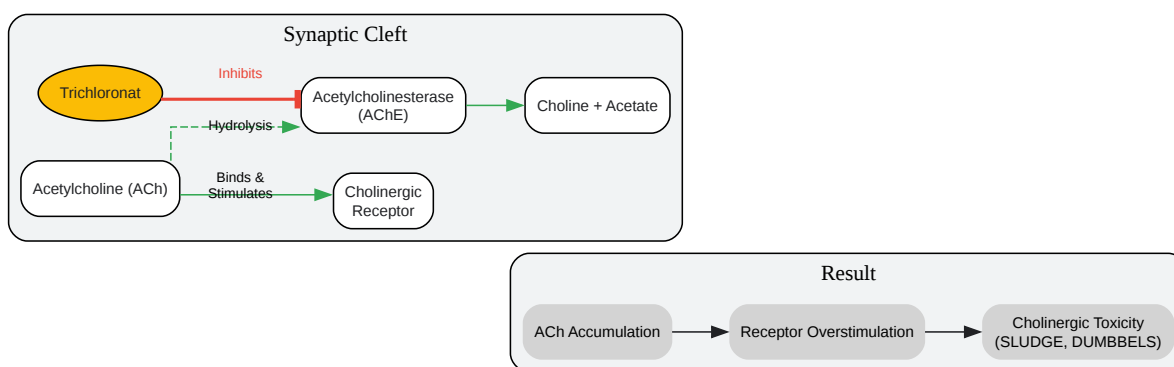 Synaptic Cleft
Trichloronat
Inhibits
Acetylcholinesterase
(AChE)
Choline + Acetate
Hydrolysis
Acetylcholine (ACh)
Binds &
Stimulates
Cholinergic
Receptor
Result
ACh Accumulation
Receptor Overstimulation
Cholinergic Toxicity
(SLUDGE, DUMBBELS)